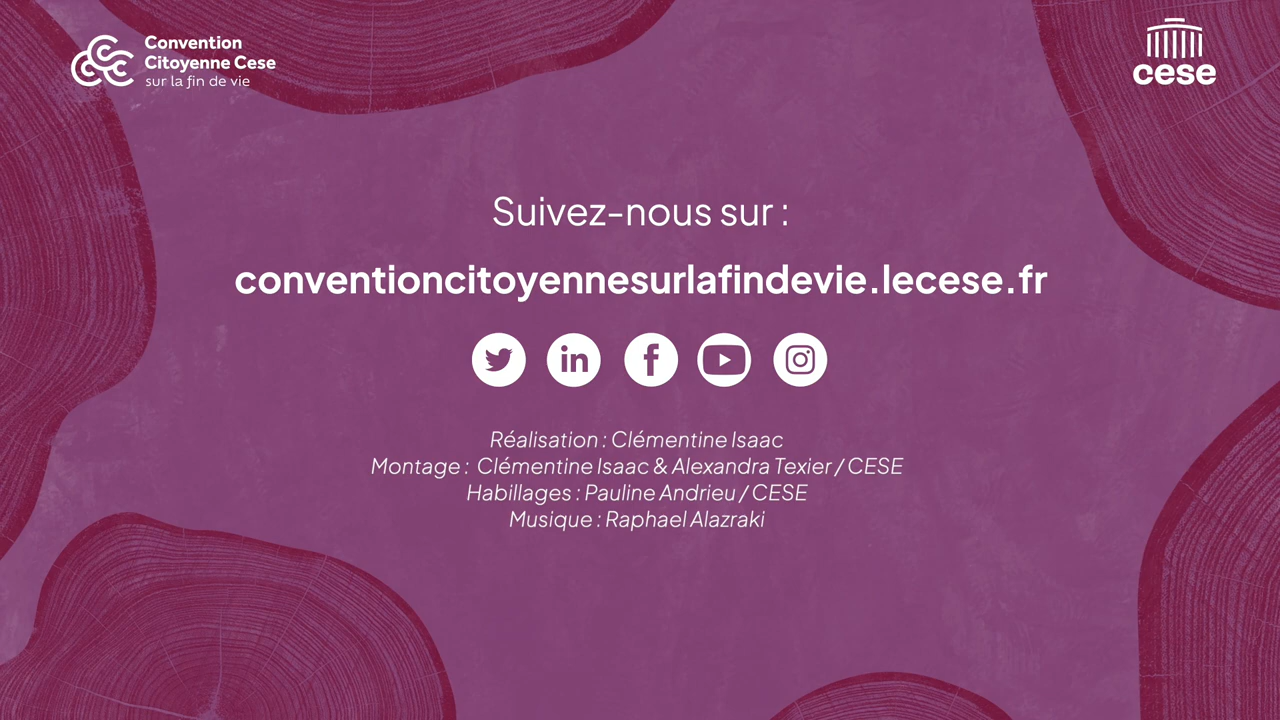 Convention
Citoyenne Cese
sur la fin de vie
cese
Suivez-nous sur :
conventioncitoyennesurlafindevie.lecese.fr
Réalisation : Clémentine Isaac
Montage : Clémentine Isaac & Alexandra Texier / CESE
Habillages : Pauline Andrieu / CESE
Musique : Raphael Alazraki